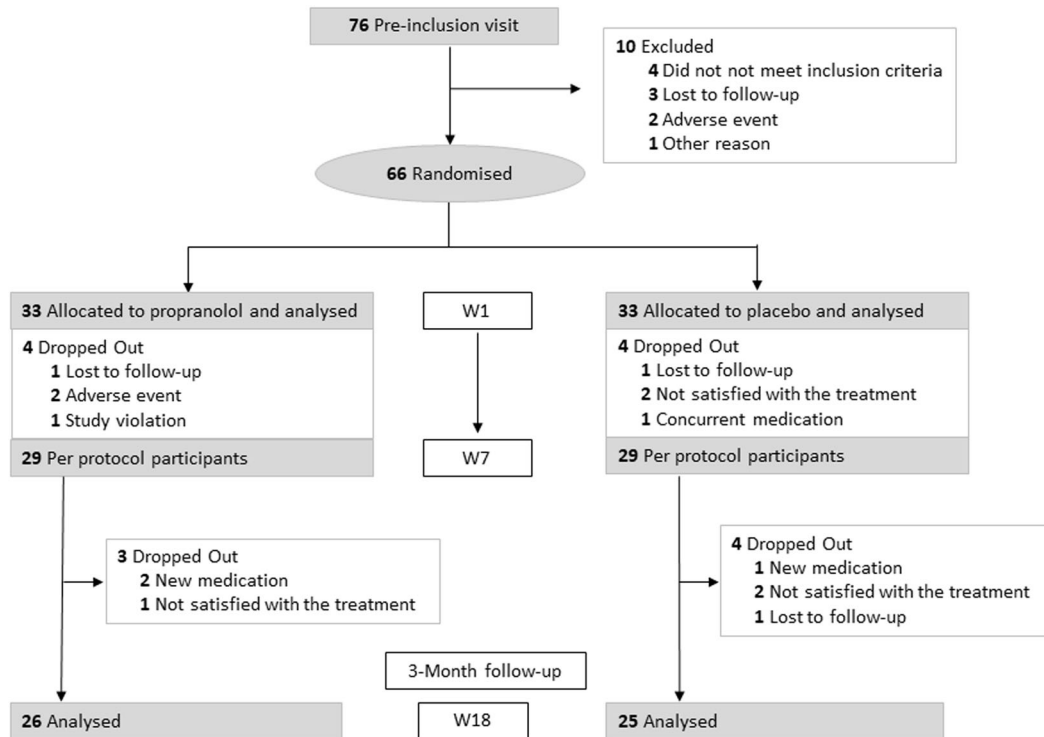 76 Pre-inclusion visit
10 Excluded
4 Did not not meet inclusion criteria
3 Lost to follow-up
2 Adverse event
1 Other reason
66 Randomised
33 Allocated to propranolol and analysed
4 Dropped Out
1 Lost to follow-up
2 Adverse event
1 Study violation
29 Per protocol participants
W1
W7
33 Allocated to placebo and analysed
4 Dropped Out
1 Lost to follow-up
2 Not satisfied with the treatment
1 Concurrent medication
29 Per protocol participants
3 Dropped Out
2 New medication
1 Not satisfied with the treatment
4 Dropped Out
1 New medication
2 Not satisfied with the treatment
1 Lost to follow-up
3-Month follow-up
26 Analysed
W18
25 Analysed